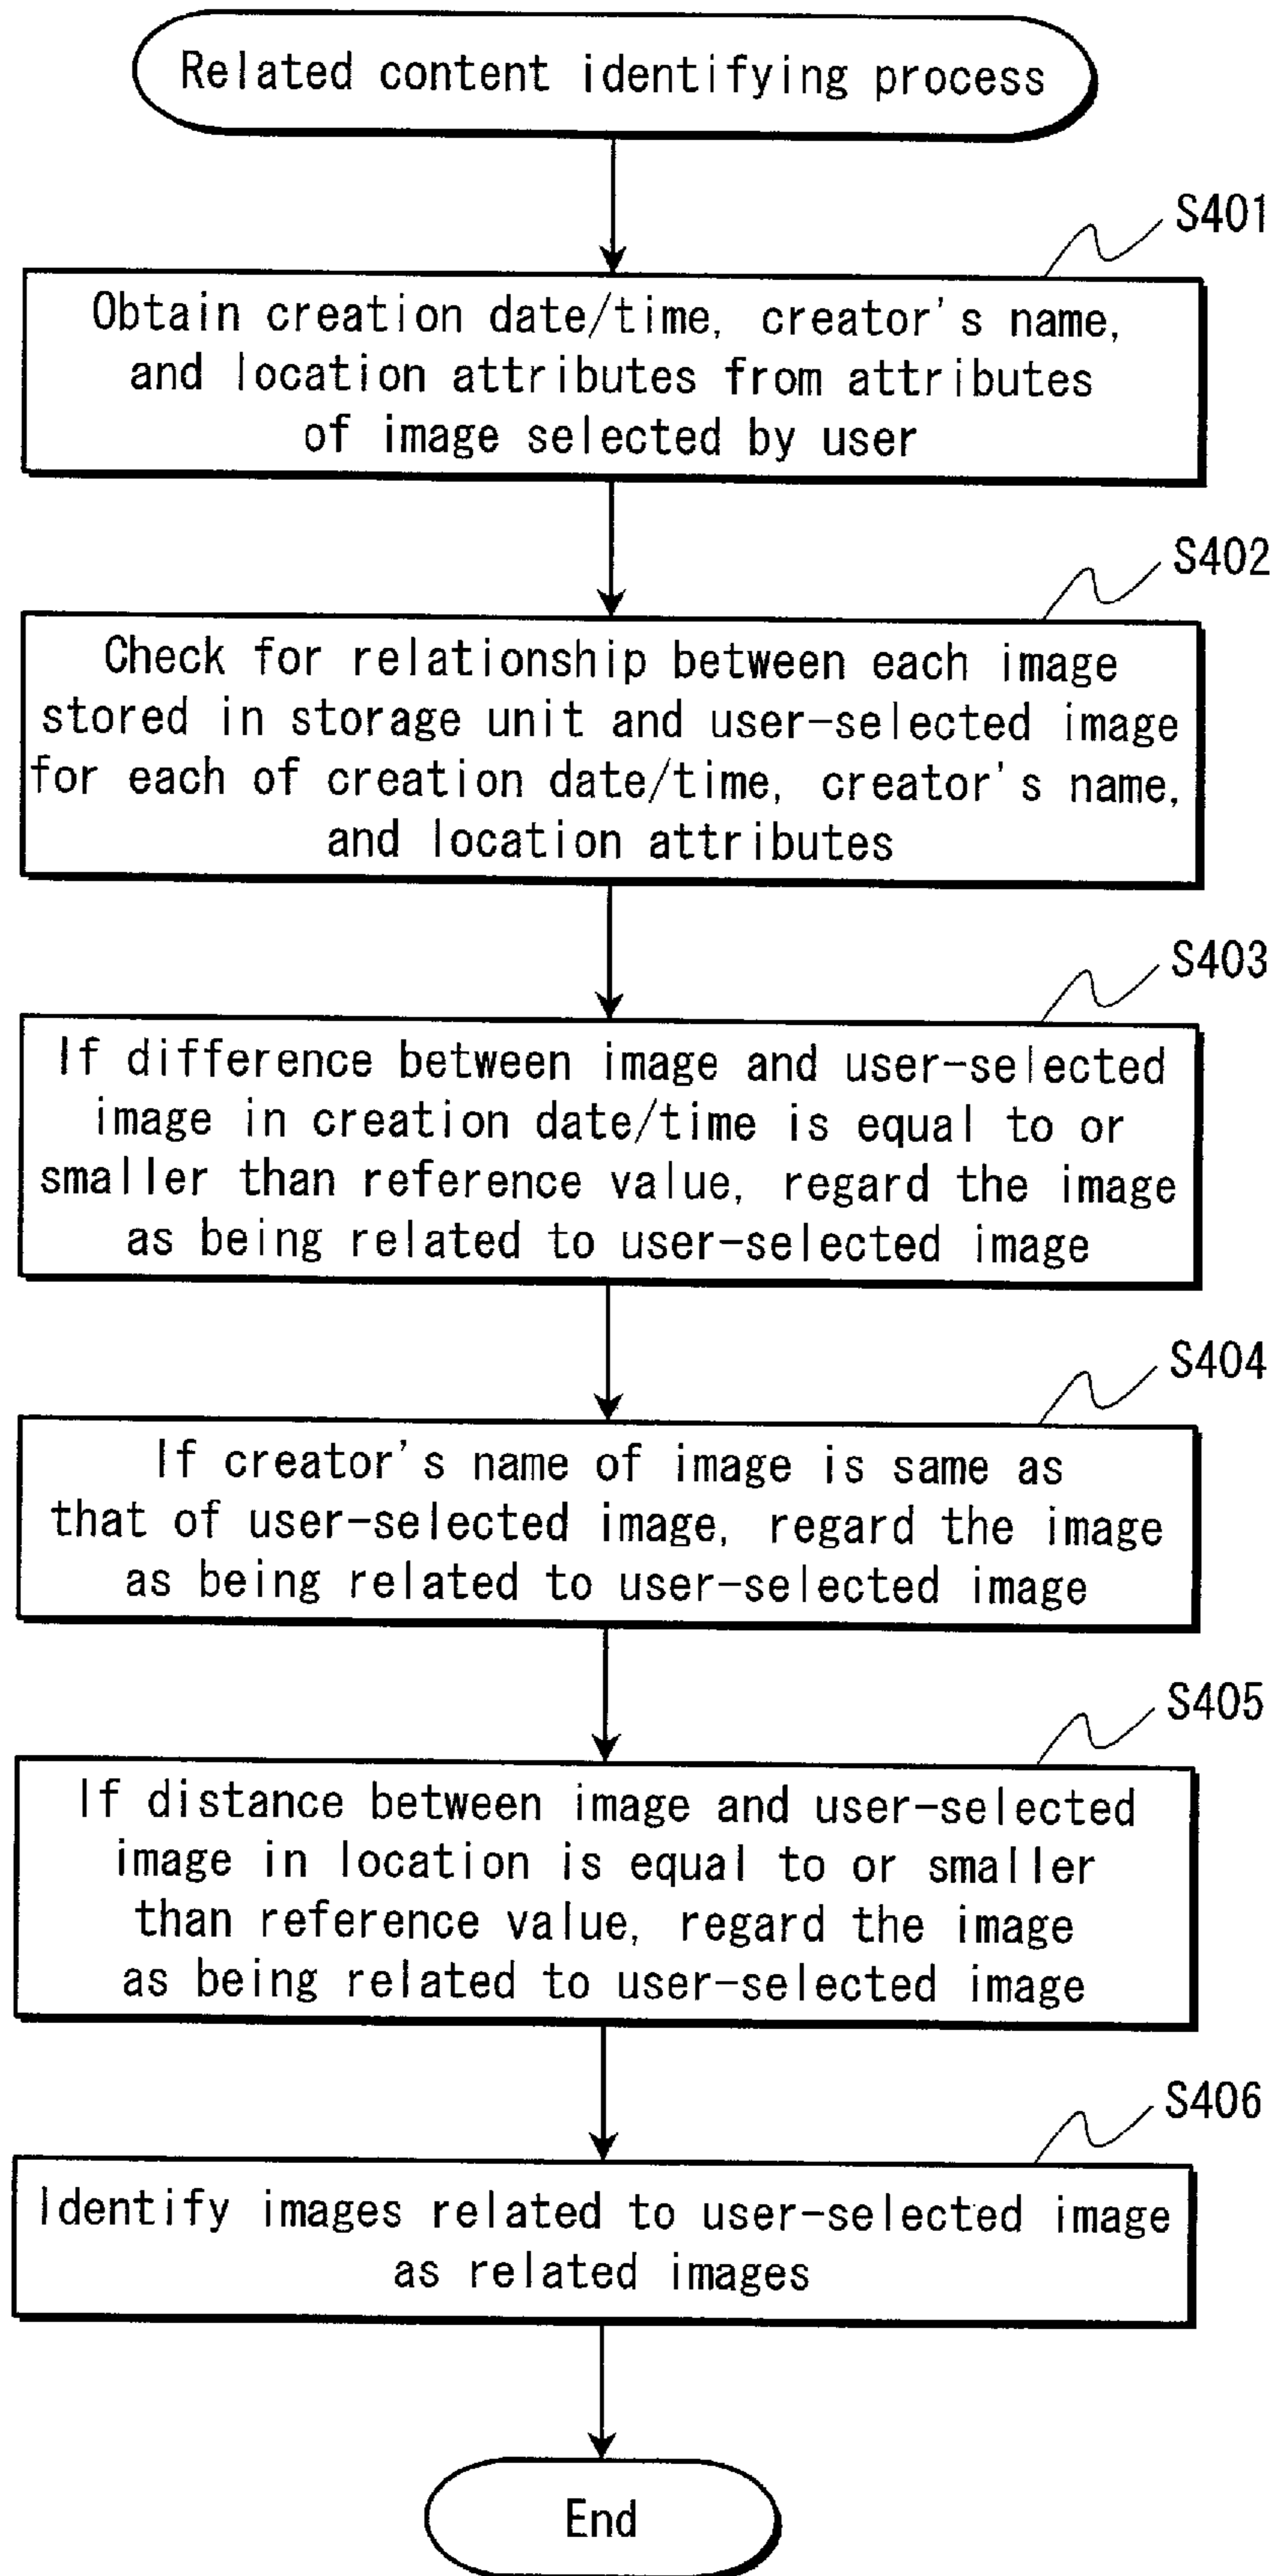 Related content identifying process
S401
Obtain creation date/time, creator's name,
and location attributes from attributes
of image selected by user
S402
Check for relationship between each image
stored in storage unit and user-selected image
for each of creation date/time, creator's name,
and location attributes
S403
If difference between image and user-selected
image in creation date/time is equal to or
smaller than reference value, regard the image
as being related to user-selected image
S404
If creator's name of image is same as
that of user-selected image, regard the image
as being related to user-selected image
S405
If distance between image and user-selected
image in location is equal to or smaller
than reference value, regard the image
as being related to user-selected image
S406
Identify images related to user-selected image
as related images
End